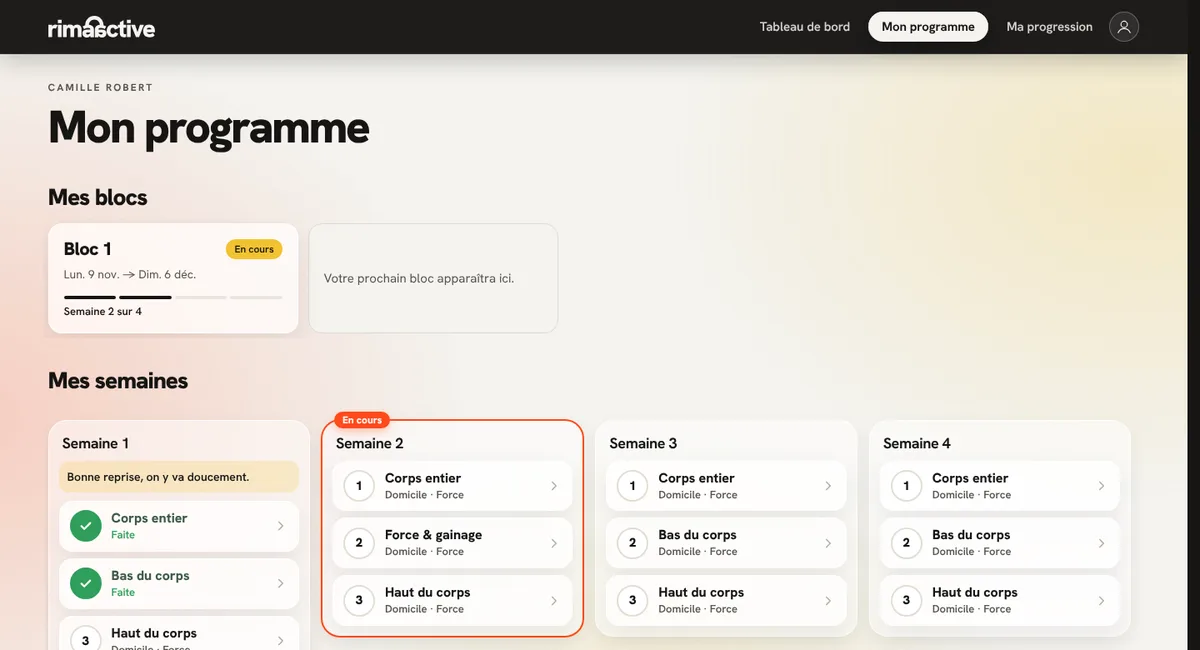 rimaactive
Tableau de bord
Mon programme
Ma progression
CAMILLE ROBERT
Mon programme
Mes blocs
Bloc 1
En cours
Lun. 9 nov. → Dim. 6 déc.
Semaine 2 sur 4
Votre prochain bloc apparaîtra ici.
Mes semaines
Semaine 1
Bonne reprise, on y va doucement.
Corps entier
Faite
Bas du corps
Faite
3
Haut du corps
Domicile · Force
En cours
Semaine 2
1
Corps entier
Domicile · Force
2
Force & gainage
Domicile · Force
3
Haut du corps
Domicile · Force
Semaine 3
1
Corps entier
Domicile · Force
2
Bas du corps
Domicile · Force
3
Haut du corps
Domicile · Force
Semaine 4
1
Corps entier
Domicile · Force
2
Bas du corps
Domicile · Force
3
Haut du corps
Domicile · Force